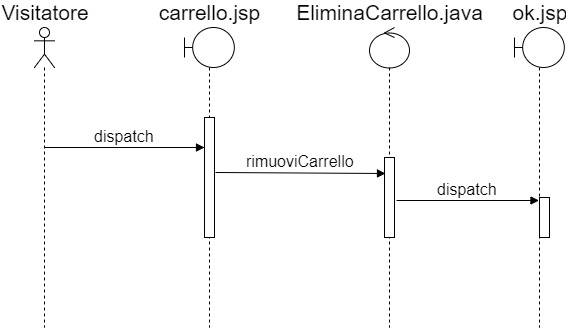 Visitatore carrello.jsp EliminaCarrello.java ok.jsp
dispatch
rimuoviCarrello
dispatch